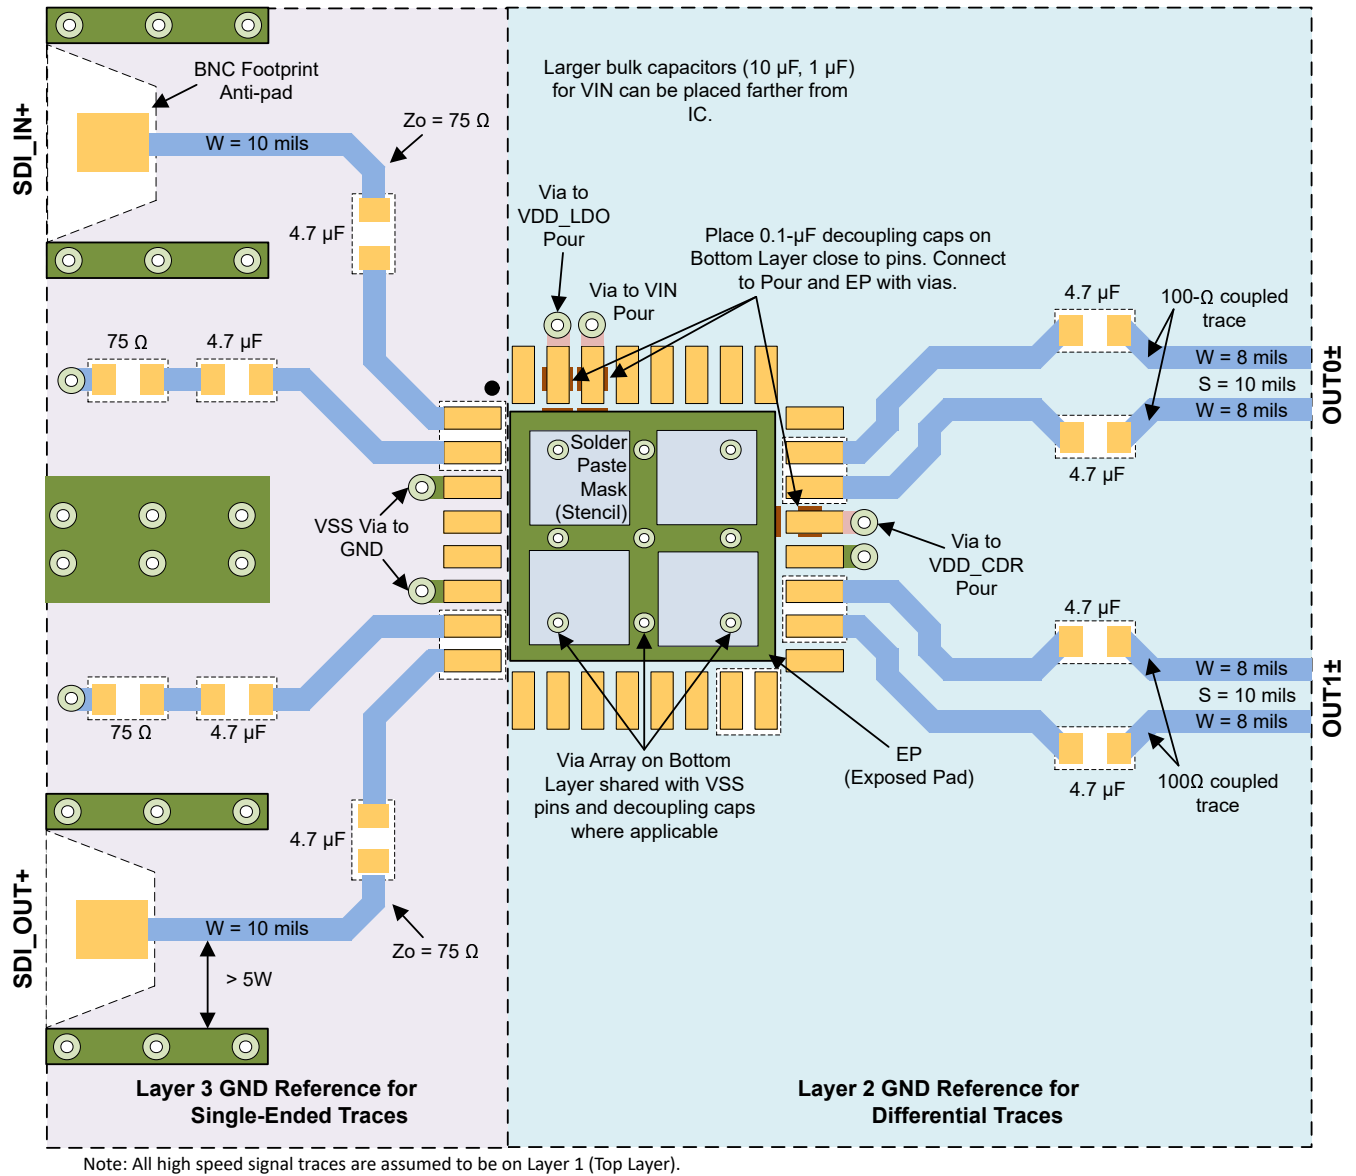 BNC Footprint
Anti-pad
SDI_IN+
W = 10 mils
Zo = 75 Ω
4.7 µF
75 Ω
4.7 µF
VSS Via to
GND
75 Ω
4.7 µF
4.7 µF
SDI_OUT+
W = 10 mils
Zo = 75 Ω
> 5W
Layer 3 GND Reference for
Single-Ended Traces
Larger bulk capacitors (10 µF, 1 µF)
for VIN can be placed farther from
IC.
Via to
VDD_LDO
Pour
Via to VIN
Pour
Place 0.1-µF decoupling caps on
Bottom Layer close to pins. Connect
to Pour and EP with vias.
Solder
Paste
Mask
(Stencil)
4.7 µF
100-Ω coupled
trace
W = 8 mils
S = 10 mils
W = 8 mils
OUT0±
4.7 µF
Via to
VDD_CDR
Pour
4.7 µF
W = 8 mils
S = 10 mils
W = 8 mils
OUT1±
4.7 µF
100Ω coupled
trace
EP
(Exposed Pad)
Via Array on Bottom
Layer shared with VSS
pins and decoupling caps
where applicable
Layer 2 GND Reference for
Differential Traces
Note: All high speed signal traces are assumed to be on Layer 1 (Top Layer).